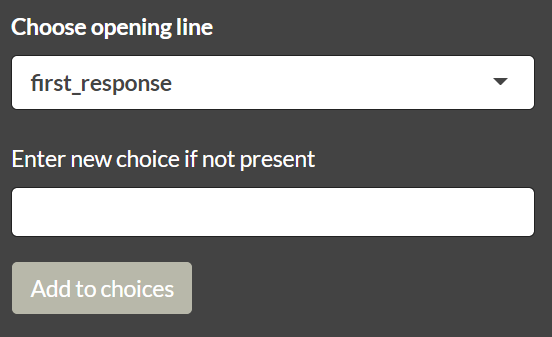 Choose opening line
first_response
Enter new choice if not present
Add to choices